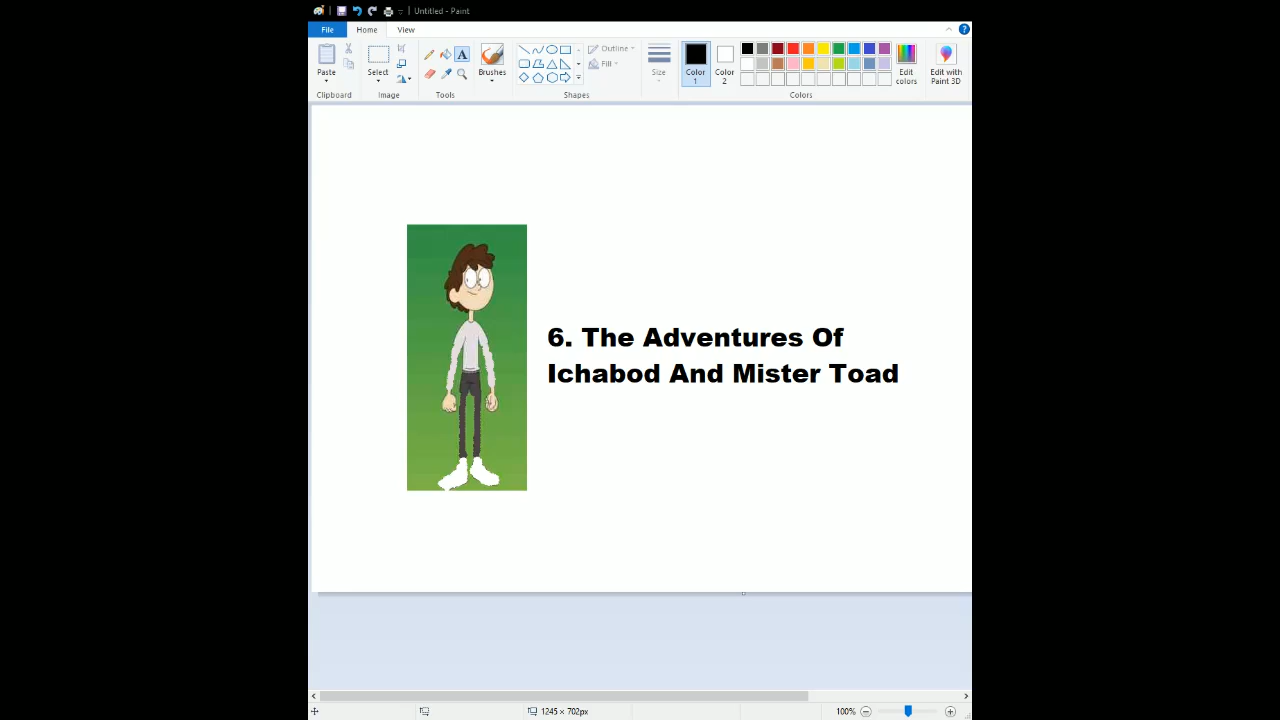 Untitled - Paint
File Home View
Paste
Select
Brushes
Outline
Fill
Size
Color 1
Color 2
Edit colors
Edit with Paint 3D
Clipboard
Image
Tools
A
Shapes
Colors
6. The Adventures Of
Ichabod And Mister Toad
1245 × 702px
100%